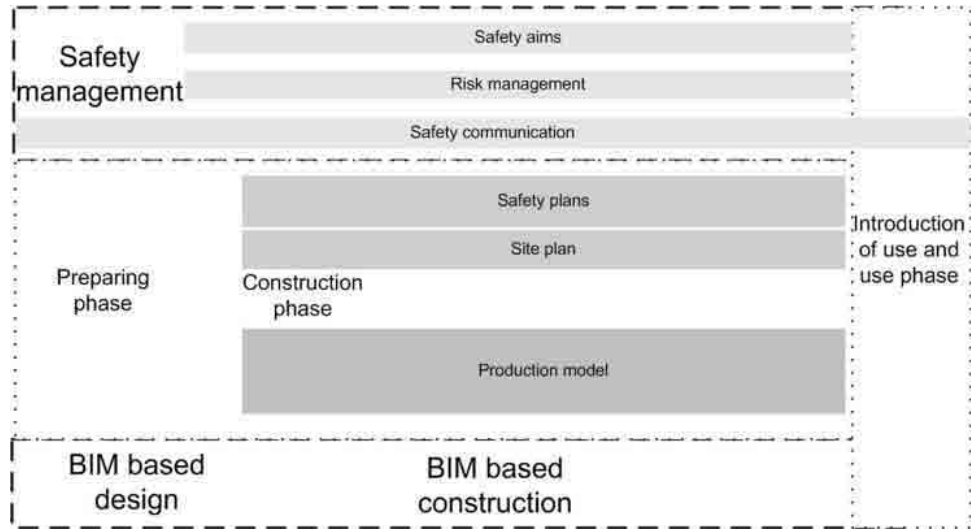 Safety
management
Safety aims
Risk management
Safety communication
Preparing
phase
Safety plans
Site plan
Construction
phase
Production model
Introduction
of use and
use phase
BIM based
design
BIM based
construction